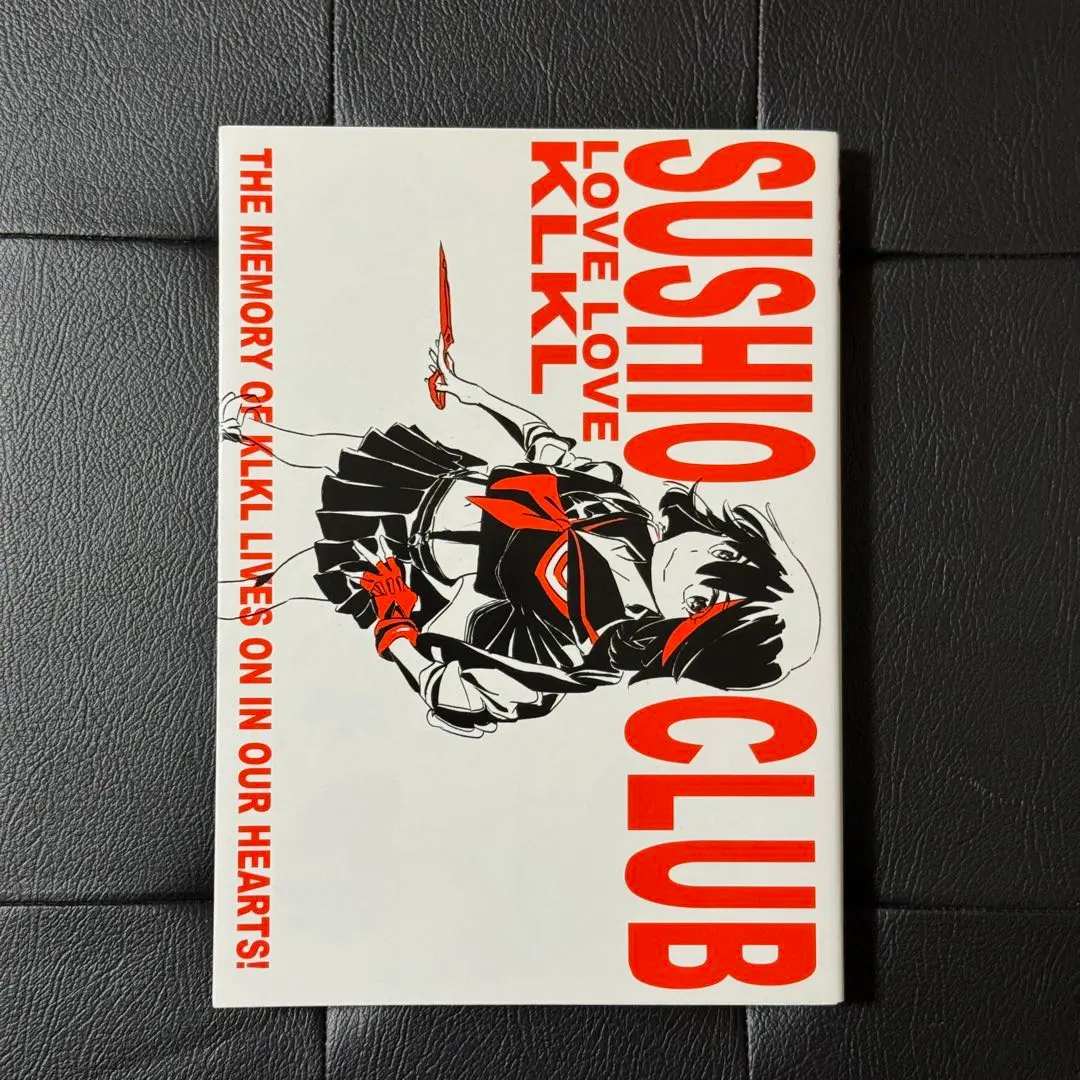 SUSHIO CLUB
LOVE LOVE
KLKL
THE MEMORY OF KLKL LIVES ON IN OUR HEARTS!